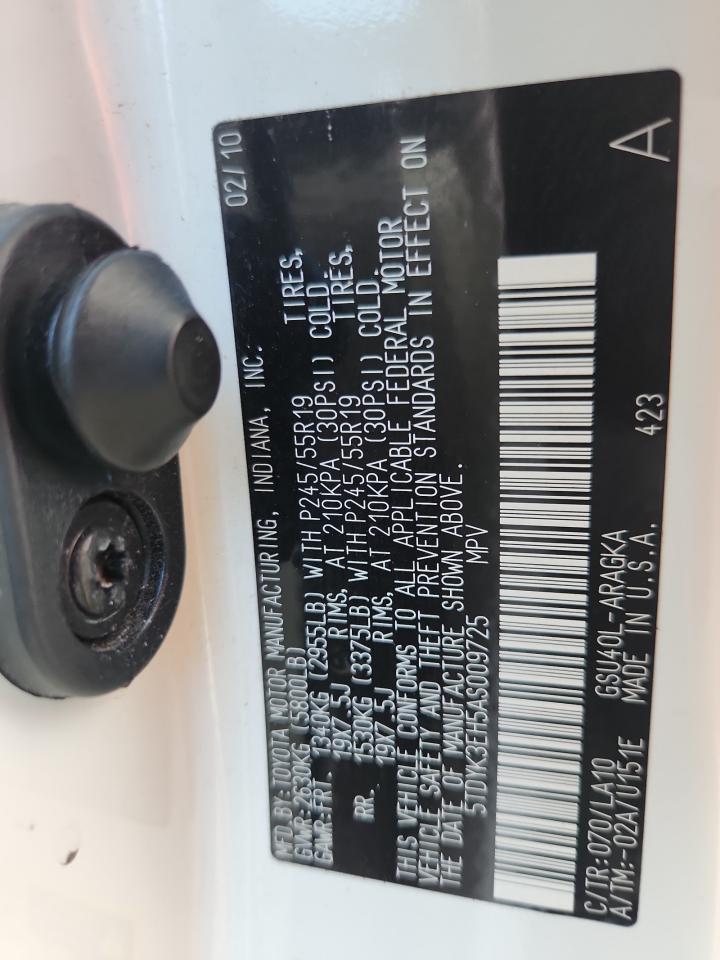 MFD.BY:TOYOTA MOTOR MANUFACTURING, INDIANA, INC. 02/10
GVWR:2630KG (5800LB)
GAWR:FRT. 1340KG (2955LB) WITH P245/55R19 TIRES,
19X7.5J RIMS, AT 210KPA (30PSI) COLD.
RR. 1530KG (3375LB) WITH P245/55R19 TIRES,
19X7.5J RIMS, AT 210KPA (30PSI) COLD.
THIS VEHICLE CONFORMS TO ALL APPLICABLE FEDERAL MOTOR
VEHICLE SAFETY AND THEFT PREVENTION STANDARDS IN EFFECT ON
THE DATE OF MANUFACTURE SHOWN ABOVE.
MPV
C/TR:070/LA10 GSU40L-ARAGKA 423 A
A/TM:-02A/U151E MADE IN U.S.A.